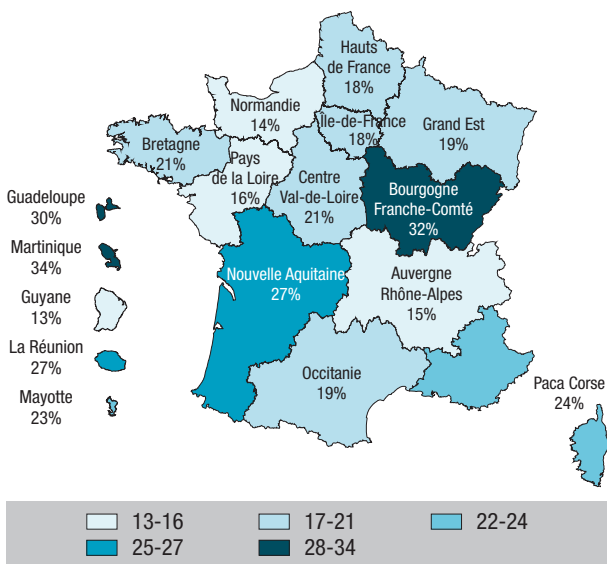 Hauts
de France
18%
Normandie
14%
Île-de-France
18%
Grand Est
19%
Bretagne
21%
Pays
de la Loire
16%
Centre
Val-de-Loire
21%
Bourgogne
Franche-Comté
32%
Guadeloupe
30%
Martinique
34%
Guyane
13%
La Réunion
27%
Mayotte
23%
Nouvelle Aquitaine
27%
Auvergne
Rhône-Alpes
15%
Occitanie
19%
Paca Corse
24%
13-16
17-21
22-24
25-27
28-34